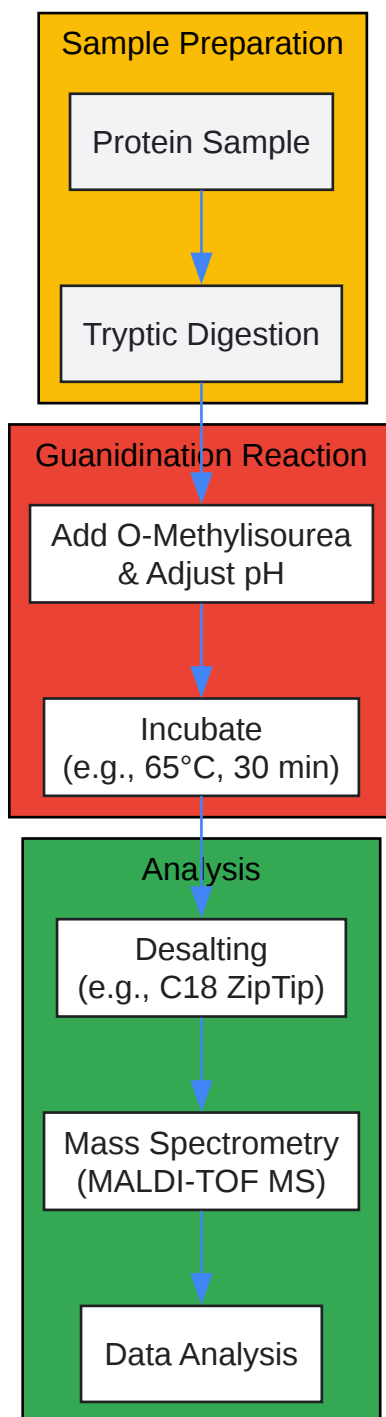 Sample Preparation
Protein Sample
Tryptic Digestion
Guanidination Reaction
Add O-Methylisourea
& Adjust pH
Incubate
(e.g., 65°C, 30 min)
Analysis
Desalting
(e.g., C18 ZipTip)
Mass Spectrometry
(MALDI-TOF MS)
Data Analysis